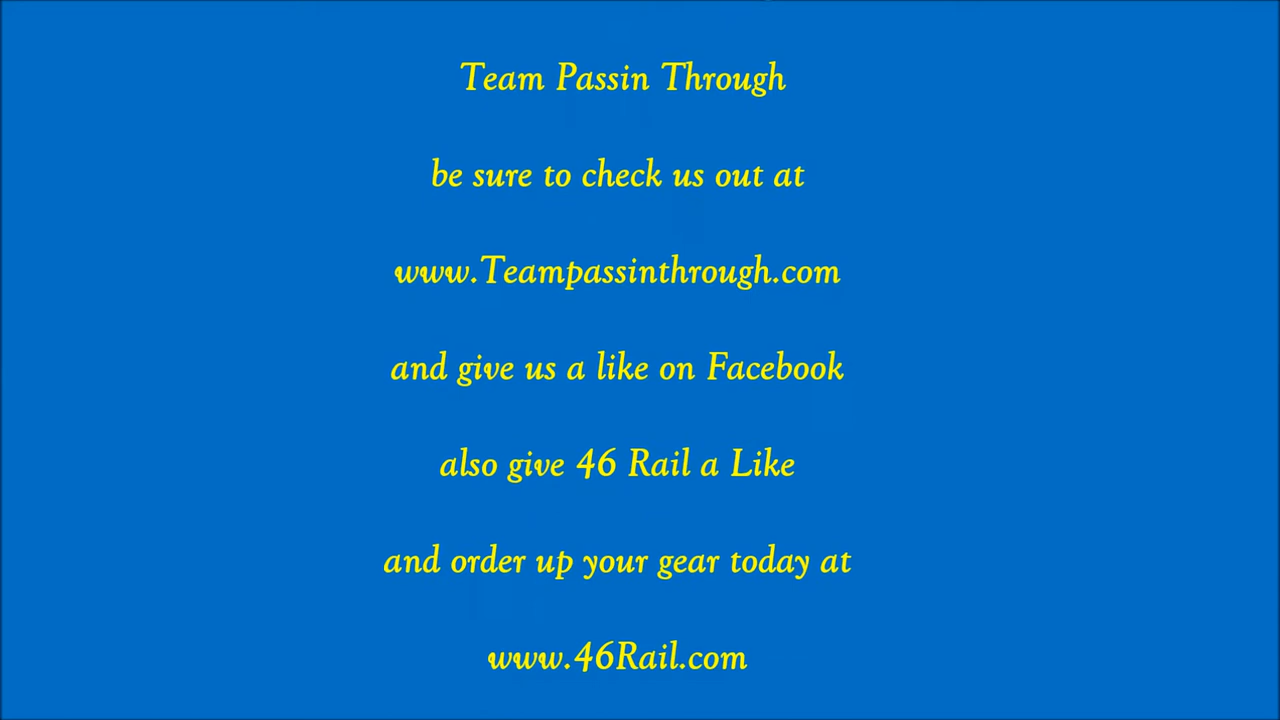 Team Passin Through
be sure to check us out at
www.Teampassinthrough.com
and give us a like on Facebook
also give 46 Rail a Like
and order up your gear today at
www.46Rail.com